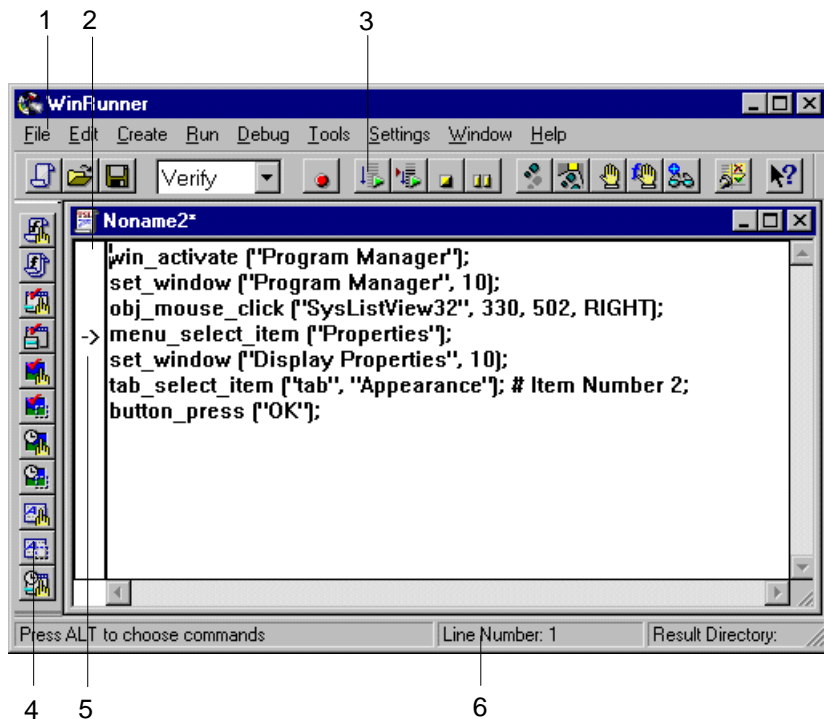 1 2 3
WinRunner
File Edit Create Run Debug Tools Settings Window Help
Verify
Noname2*
win_activate ("Program Manager");
set_window ("Program Manager", 10);
obj_mouse_click ("SysListView32", 330, 502, RIGHT);
-> menu_select_item ("Properties");
set_window ("Display Properties", 10);
tab_select_item ("tab", "Appearance"); # Item Number 2;
button_press ("OK");
Press ALT to choose commands Line Number: 1 Result Directory:
4 5 6